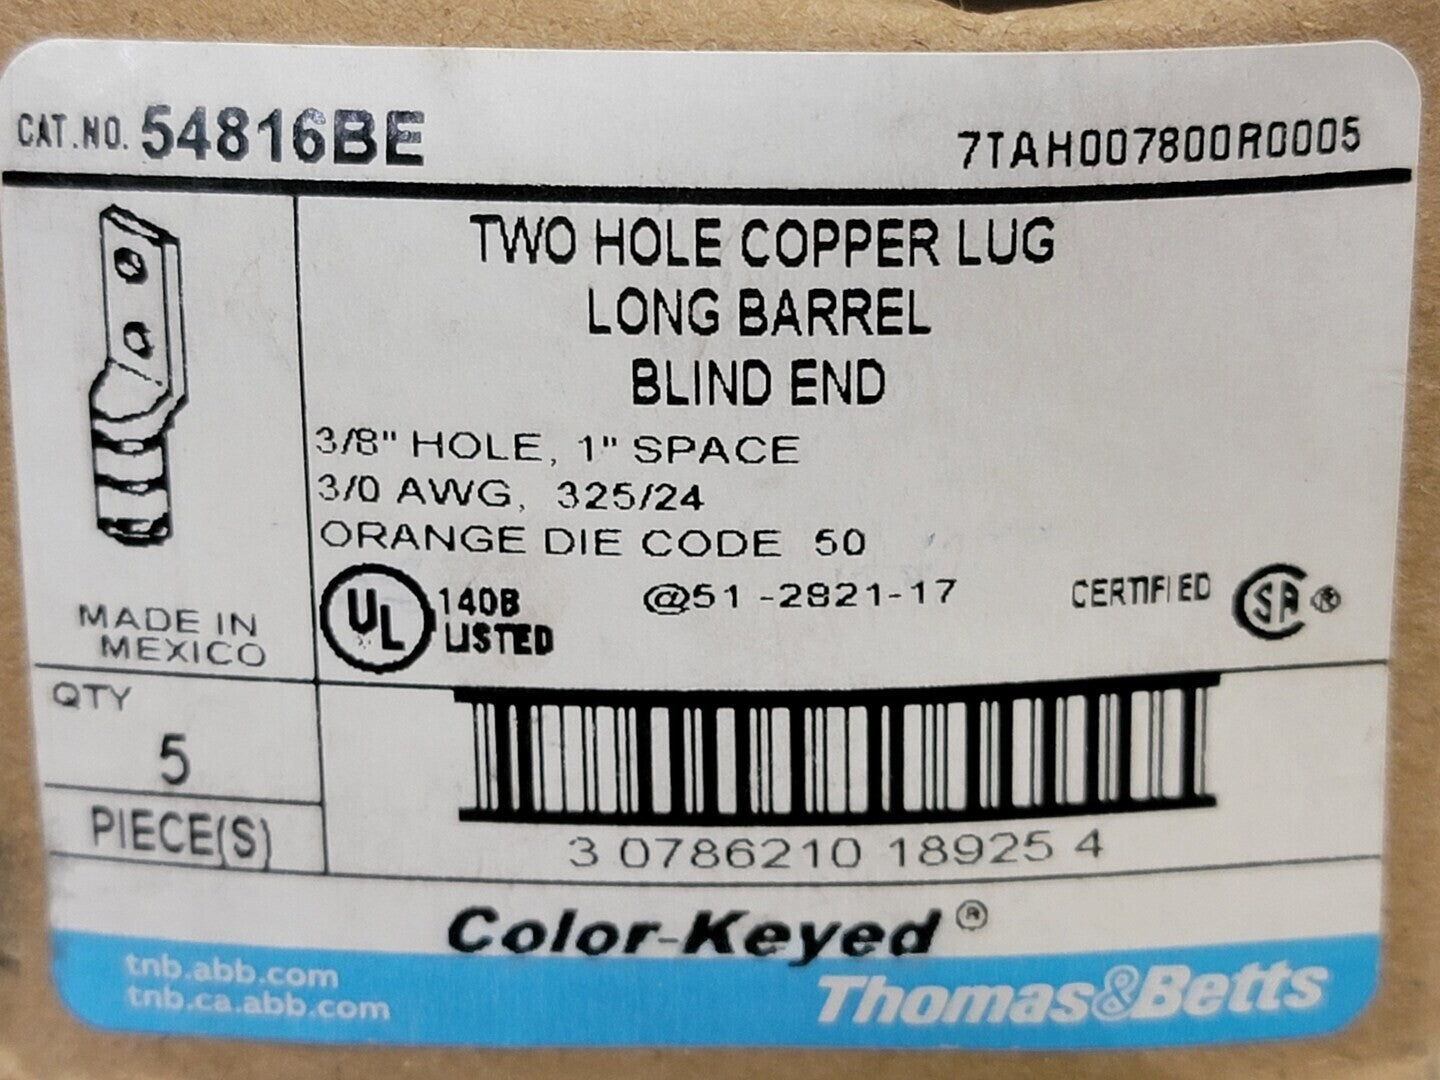 CAT.NO. 54816BE
7TAH007800R0005
TWO HOLE COPPER LUG
LONG BARREL
BLIND END
3/8" HOLE, 1" SPACE
3/0 AWG, 325/24
ORANGE DIE CODE 50
UL 140B LISTED
@51-2821-17
CERTIFIED SA®
MADE IN
MEXICO
QTY
5
PIECE(S)
3 0786210 18925 4
Color-Keyed®
tnb.abb.com
tnb.ca.abb.com
Thomas&Betts